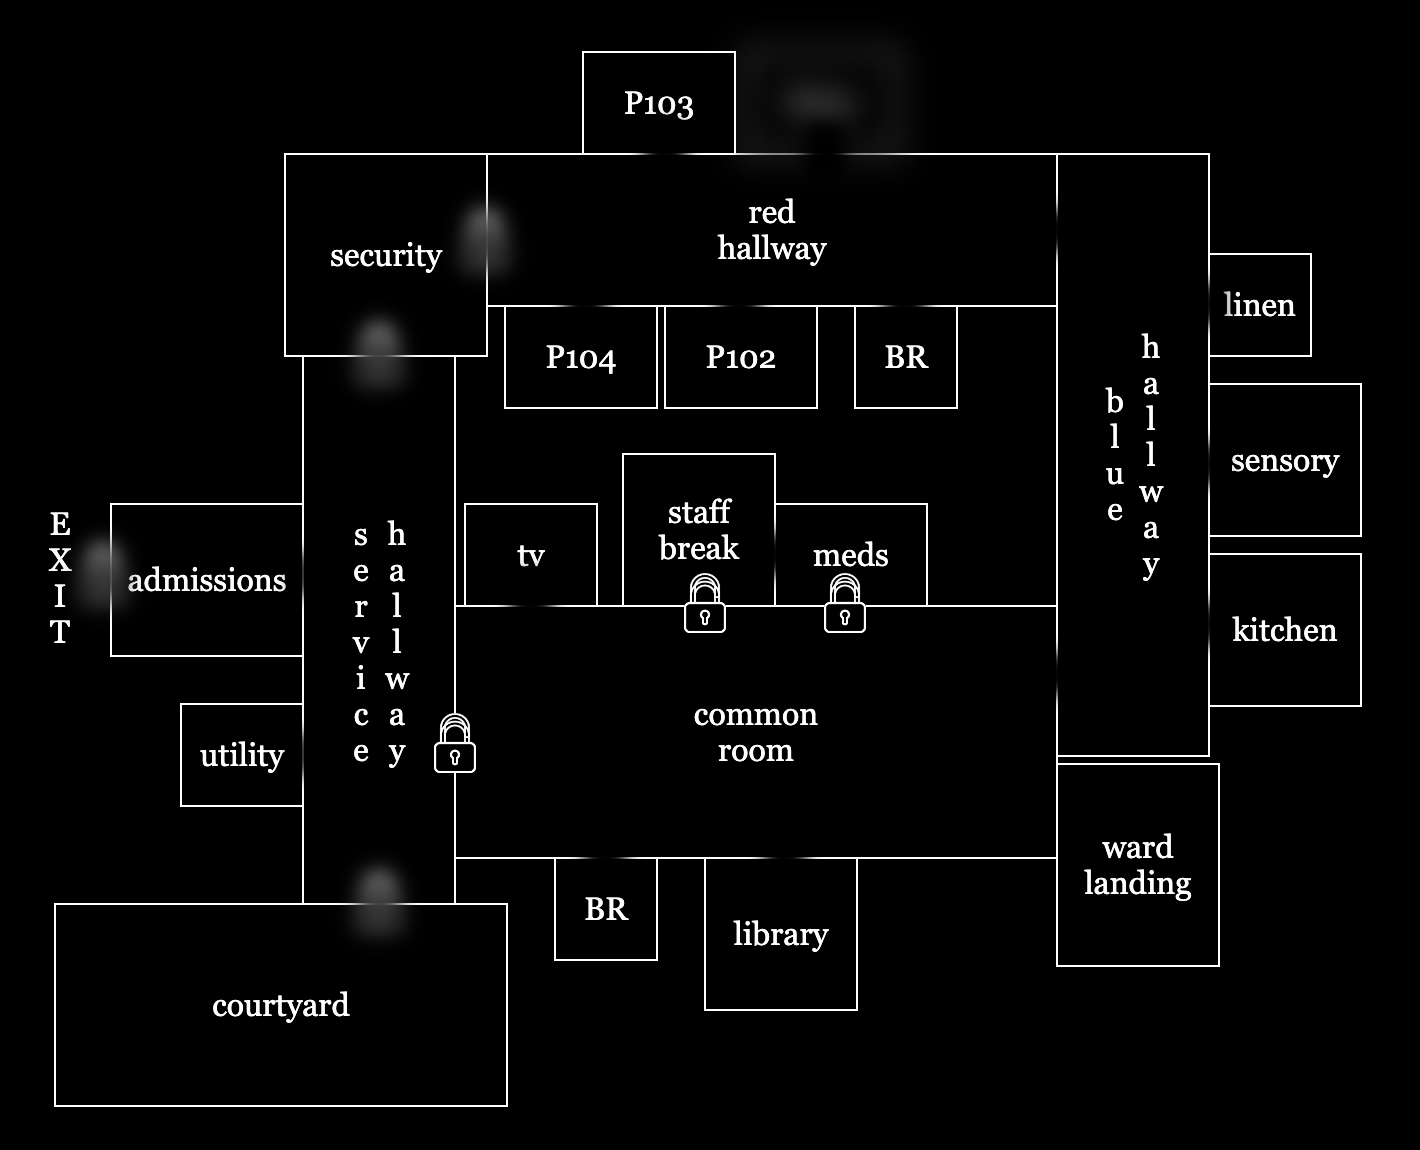 P103
red
hallway
security
linen
P104
P102
BR
hallway
blue
sensory
staff
break
tv
meds
EXIT
admissions
service
hallway
kitchen
utility
common
room
ward
landing
BR
library
courtyard